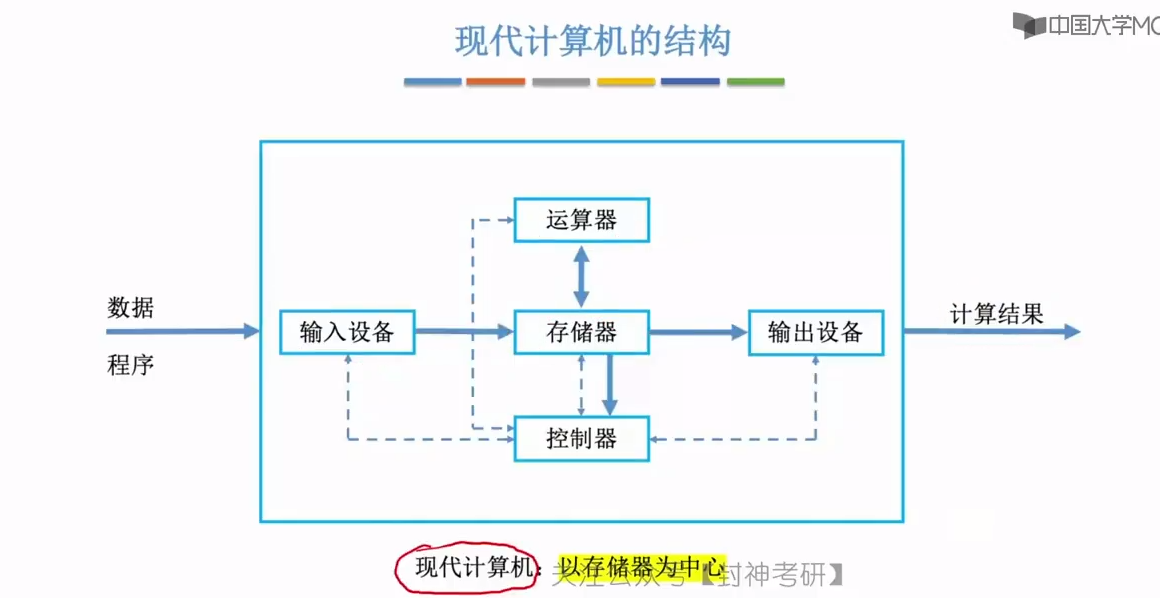 中国大学MO
现代计算机的结构
运算器
数据
计算结果
输入设备
存储器
输出设备
程序
控制器
现代计算机：以存储器为中心
关注公众号【封神考研】